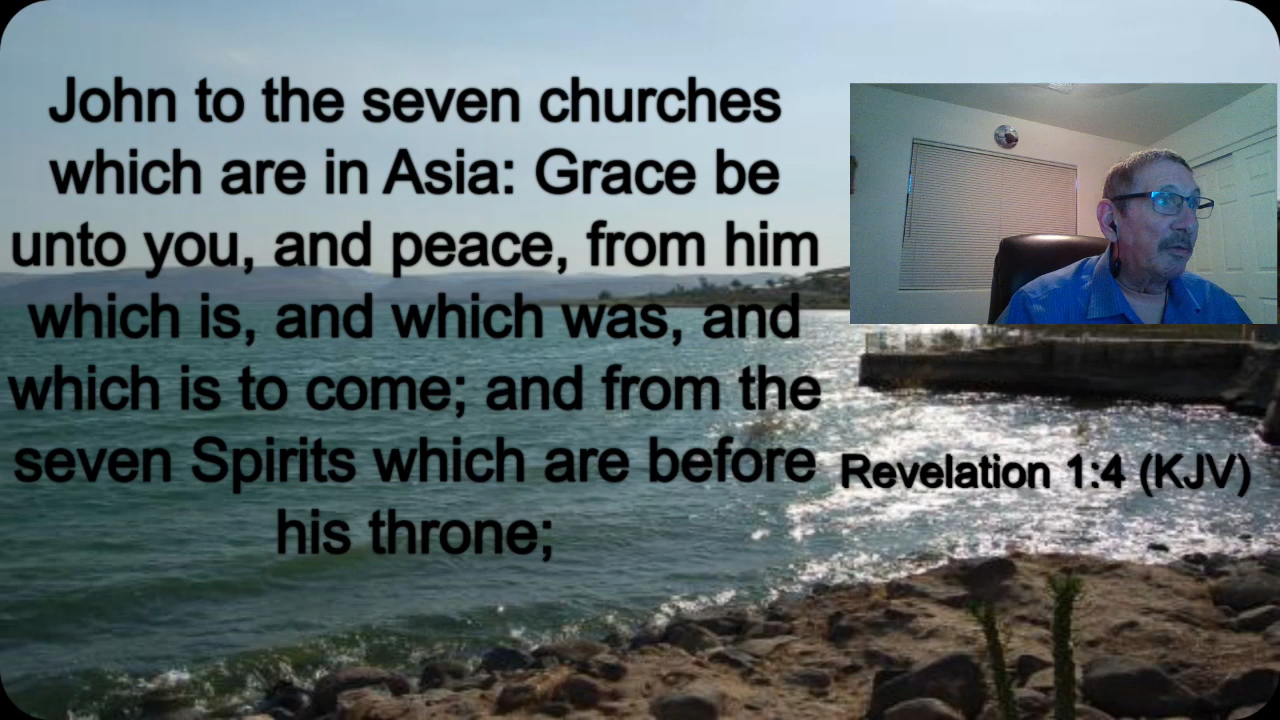 John to the seven churches
which are in Asia: Grace be
unto you, and peace, from him
which is, and which was, and
which is to come; and from the
seven Spirits which are before
his throne;
Revelation 1:4 (KJV)